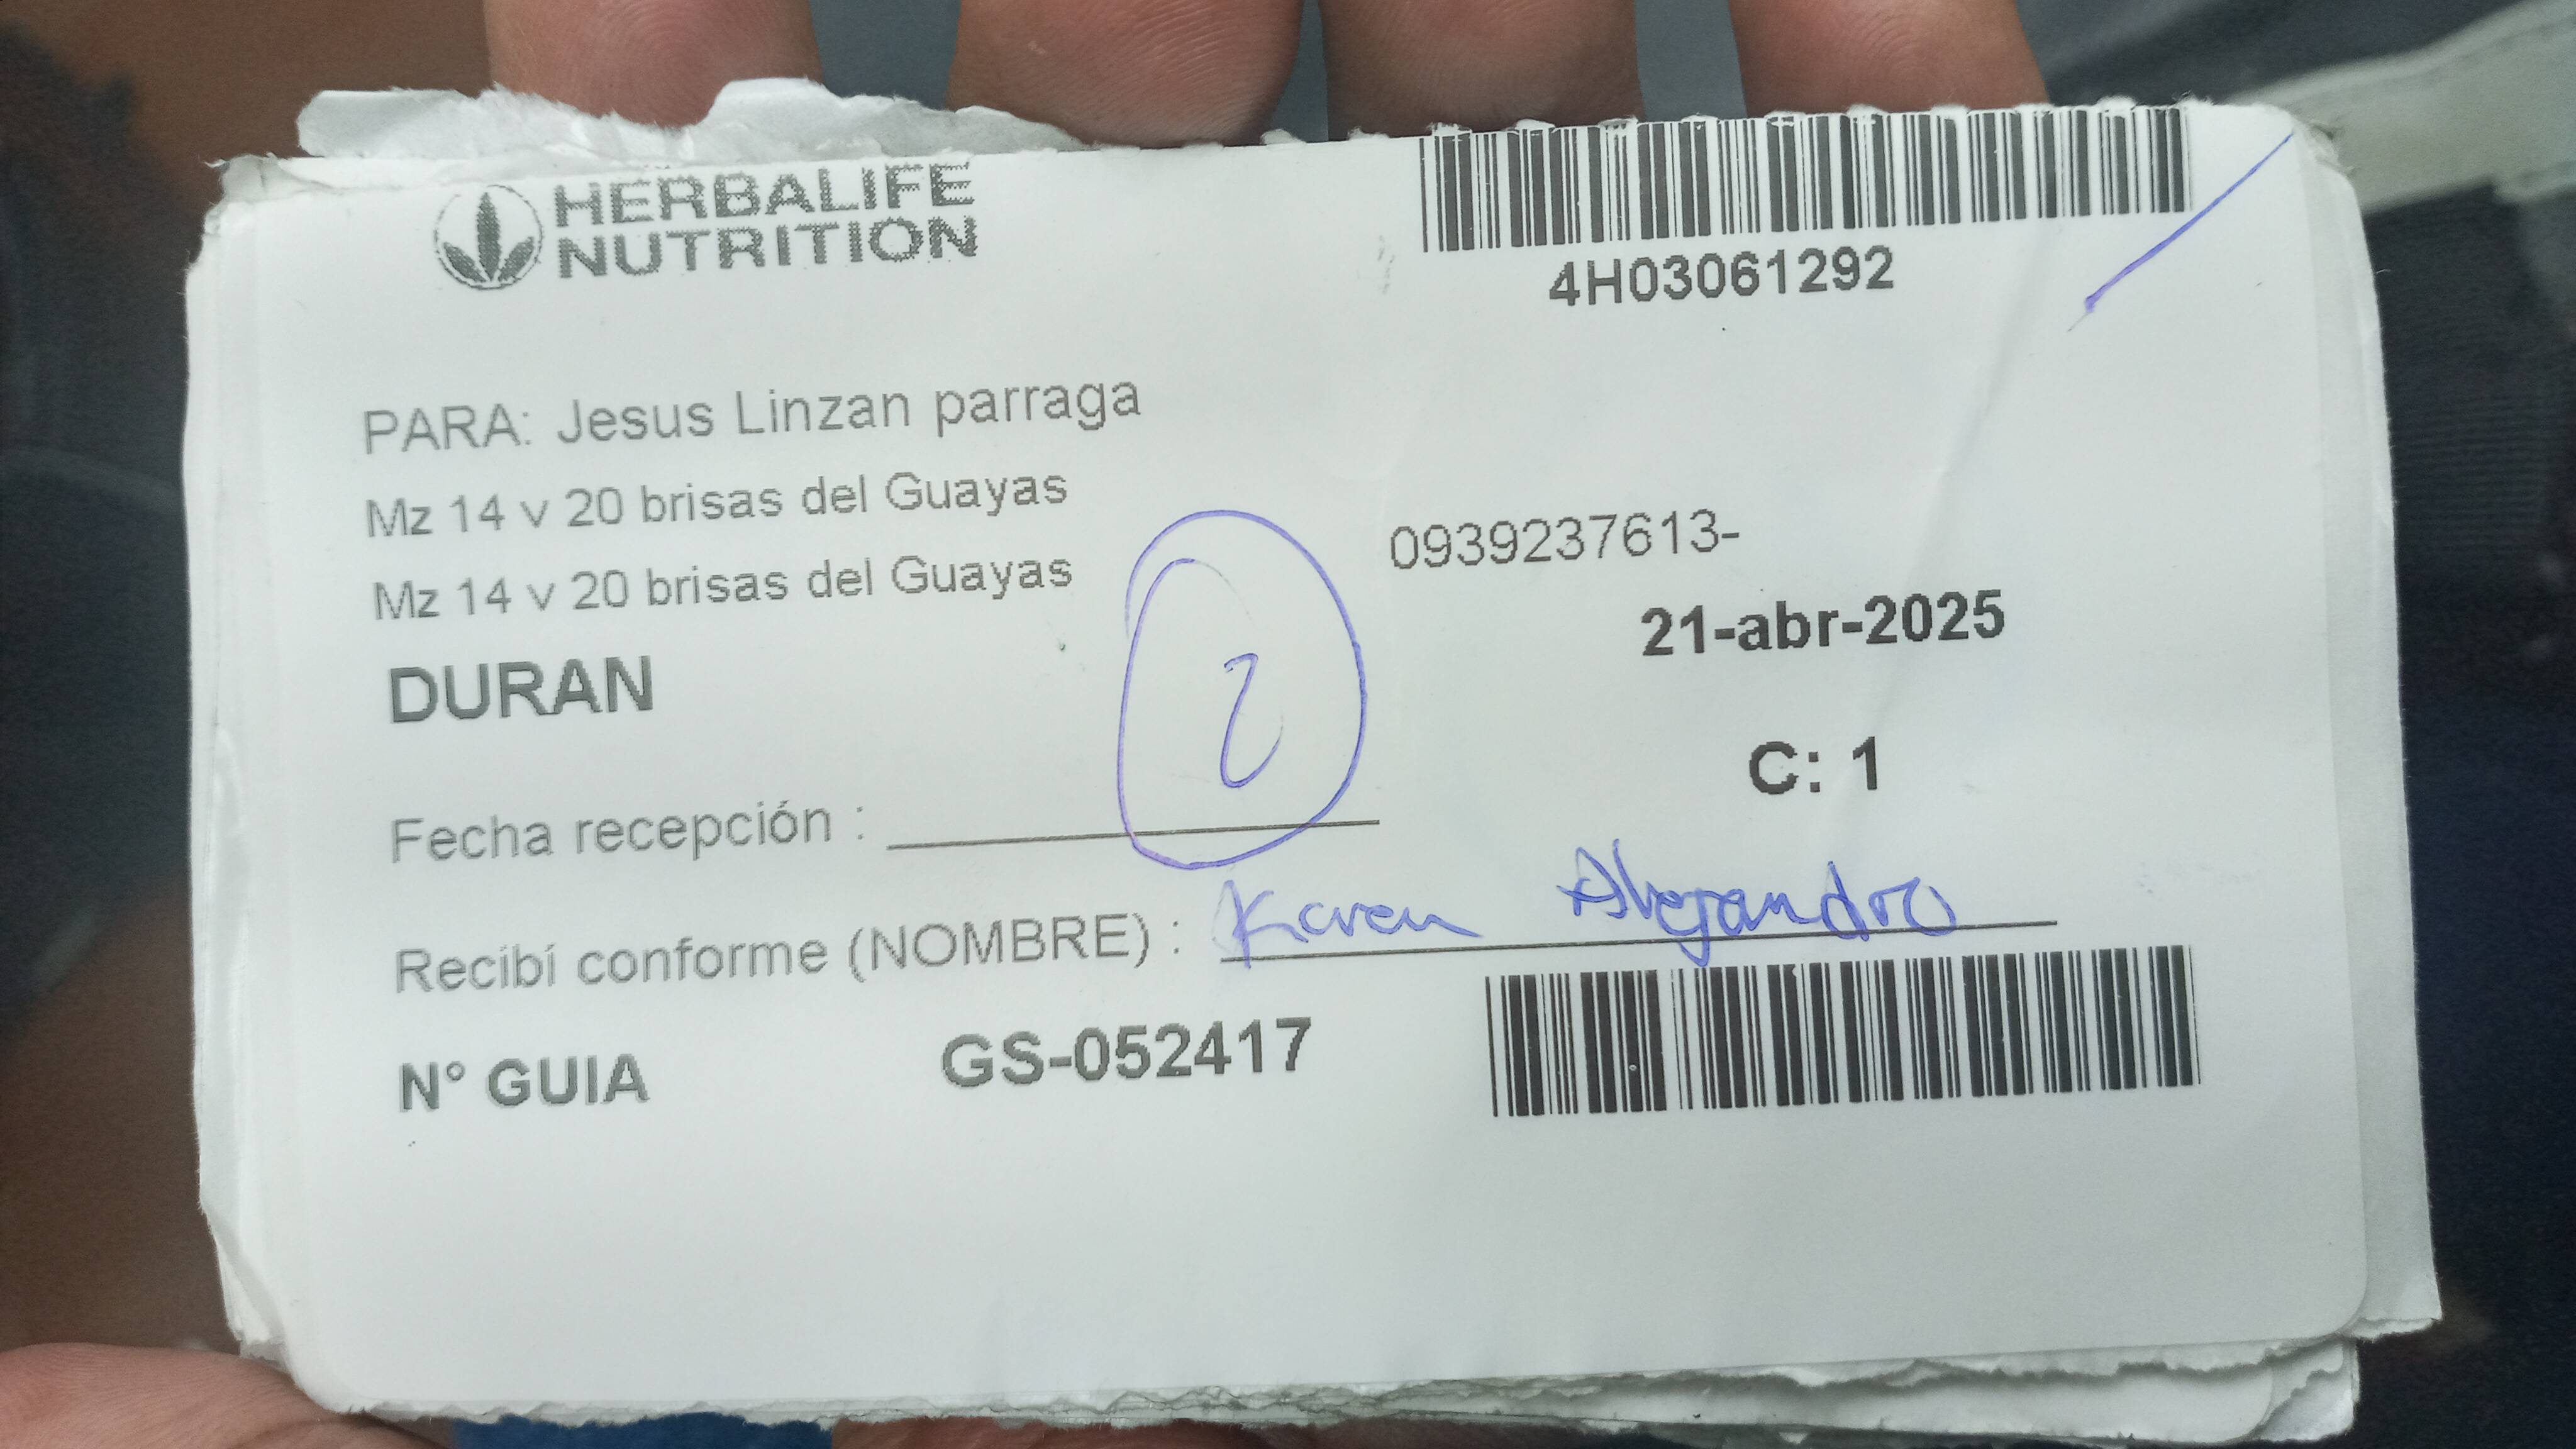 HERBALIFE
NUTRITION
4H03061292
PARA: Jesus Linzan parraga
Mz 14 v 20 brisas del Guayas
0939237613-
Mz 14 v 20 brisas del Guayas
21-abr-2025
DURAN
2
C: 1
Fecha recepción :
Recibí conforme (NOMBRE) : Karen Alejandro
N° GUIA GS-052417